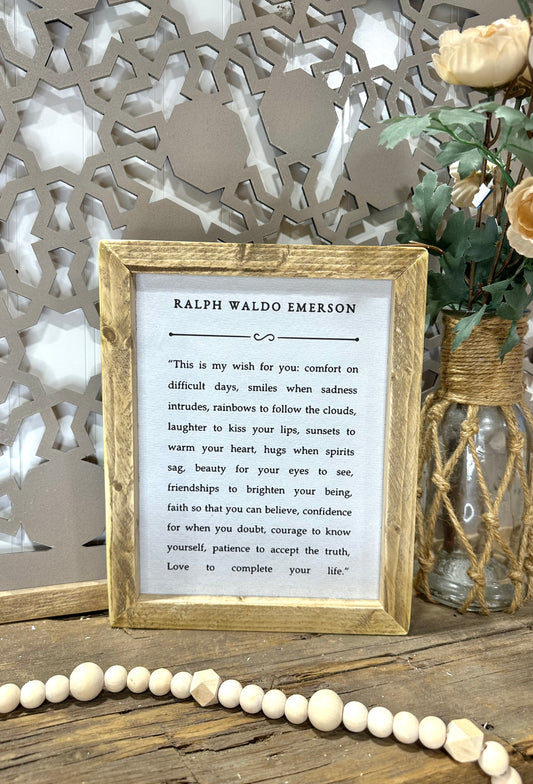 RALPH WALDO EMERSON
"This is my wish for you: comfort on
difficult days, smiles when sadness
intrudes, rainbows to follow the clouds,
laughter to kiss your lips, sunsets to
warm your heart, hugs when spirits
sag, beauty for your eyes to see,
friendships to brighten your being,
faith so that you can believe, confidence
for when you doubt, courage to know
yourself, patience to accept the truth,
Love to complete your life."